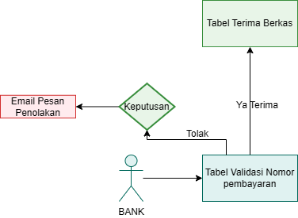 Tabel Terima Berkas
Email Pesan
Penolakan
Keputusan
Ya Terima
Tolak
Tabel Validasi Nomor
pembayaran
BANK